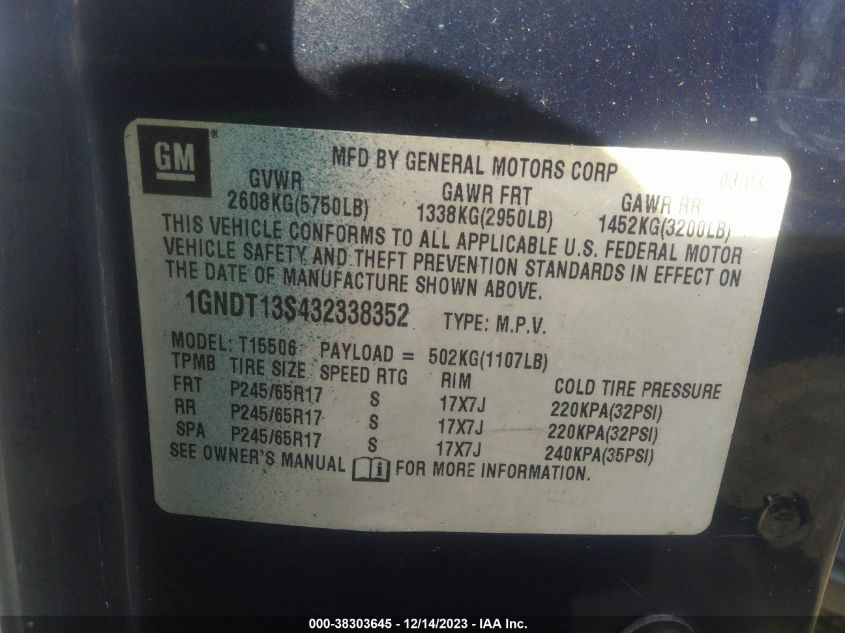 GM®
MFD BY GENERAL MOTORS CORP 03/03
GVWR GAWR FRT GAWR RR
2608KG(5750LB) 1338KG(2950LB) 1452KG(3200LB)
THIS VEHICLE CONFORMS TO ALL APPLICABLE U.S. FEDERAL MOTOR
VEHICLE SAFETY AND THEFT PREVENTION STANDARDS IN EFFECT ON
THE DATE OF MANUFACTURE SHOWN ABOVE.
1GNDT13S432338352 TYPE: M.P.V.
MODEL: T15506 PAYLOAD = 502KG(1107LB)
TPMB TIRE SIZE SPEED RTG RIM COLD TIRE PRESSURE
FRT P245/65R17 S 17X7J 220KPA(32PSI)
RR P245/65R17 S 17X7J 220KPA(32PSI)
SPA P245/65R17 S 17X7J 240KPA(35PSI)
SEE OWNER'S MANUAL FOR MORE INFORMATION.
000-38303645 - 12/14/2023 - IAA Inc.